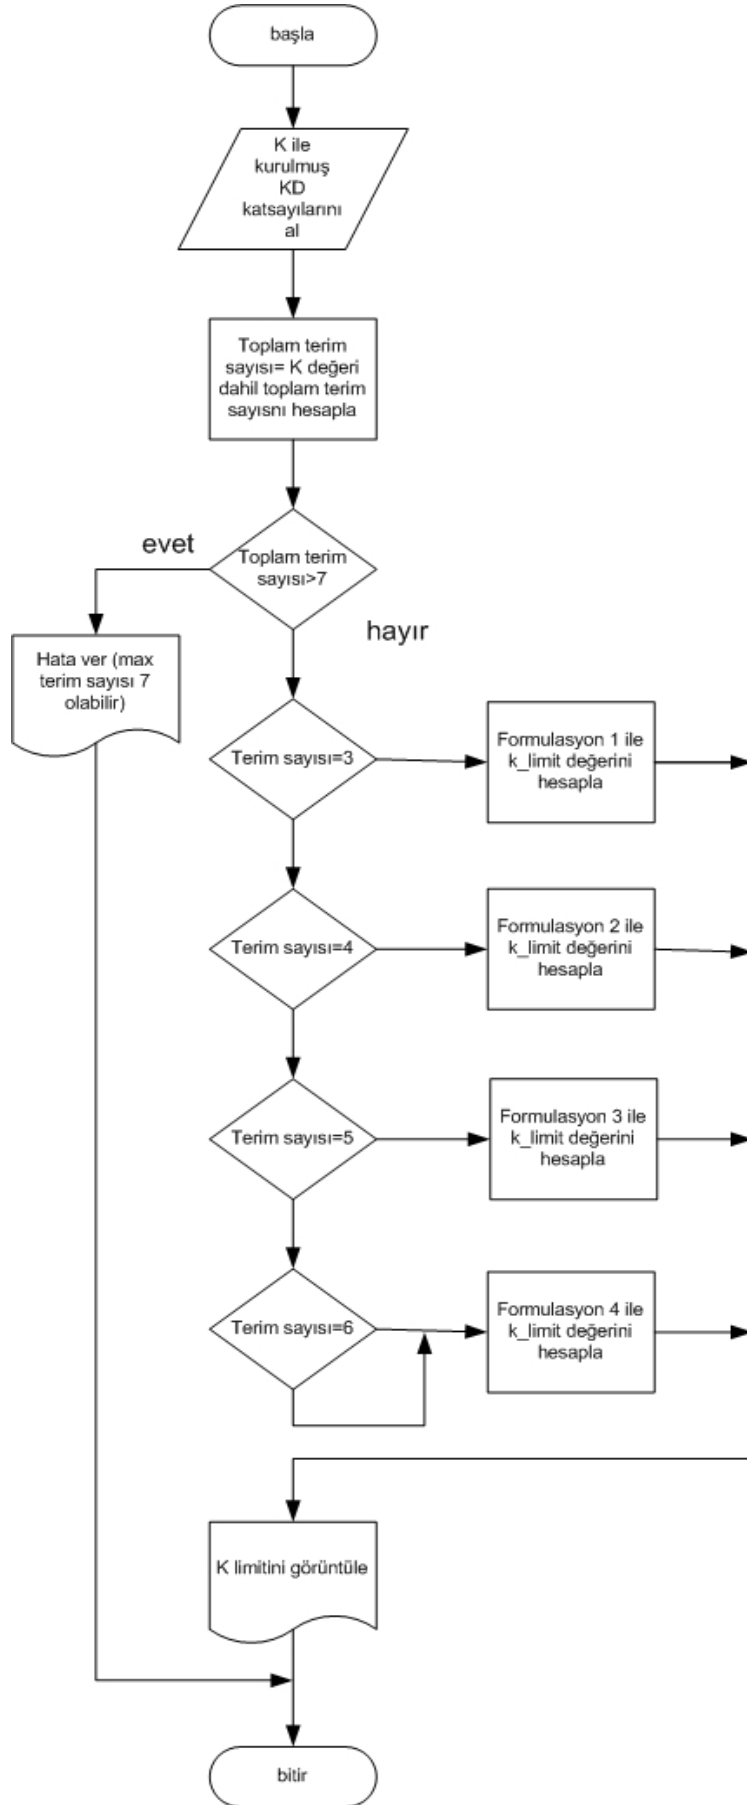 başla
K ile
kurulmuş
KD
katsayılarını
al
Toplam terim
sayısı= K değeri
dahil toplam terim
sayısnı hesapla
evet
Toplam terim
sayısı>7
hayır
Hata ver (max
terim sayısı 7
olabilir)
Terim sayısı=3
Formulasyon 1 ile
k_limit değerini
hesapla
Terim sayısı=4
Formulasyon 2 ile
k_limit değerini
hesapla
Terim sayısı=5
Formulasyon 3 ile
k_limit değerini
hesapla
Terim sayısı=6
Formulasyon 4 ile
k_limit değerini
hesapla
K limitini görüntüle
bitir